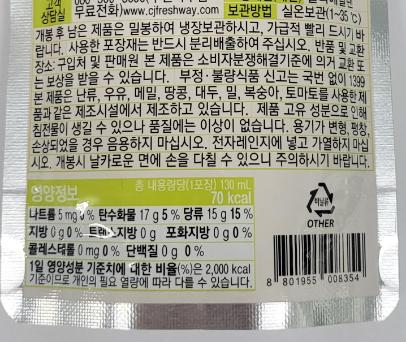 고객
상담실
무료전화)www.cjfreshway.com 보관방법 실온보관(1~35℃)
개봉 후 남은 제품은 밀봉하여 냉장보관하시고, 가급적 빨리 드시기 바
랍니다. 사용한 포장재는 반드시 분리배출하여 주십시오. 반품 및 교환
장소: 구입처 및 판매원 본 제품은 소비자분쟁해결기준에 의거 교환 또
는 보상을 받을 수 있습니다. 부정·불량식품 신고는 국번 없이 1399
본 제품은 난류, 우유, 메밀, 땅콩, 대두, 밀, 복숭아, 토마토를 사용한 제
품과 같은 제조시설에서 제조하고 있습니다. 제품 고유 성분으로 인해
침전물이 생길 수 있으나 품질에는 이상이 없습니다. 용기가 변형, 팽창,
손상되었을 경우 음용하지 마십시오. 전자레인지에 넣고 가열하지 마십
시오. 개봉시 날카로운 면에 손을 다칠 수 있으니 주의하시기 바랍니다.
영양정보
총 내용량당(1포장) 130 mL
70 kcal
나트륨 5 mg 0 % 탄수화물 17 g 5 % 당류 15 g 15 %
지방 0 g 0 % 트랜스지방 0 g 포화지방 0 g 0 %
콜레스테롤 0 mg 0 % 단백질 0 g 0 %
1일 영양성분 기준치에 대한 비율(%)은 2,000 kcal
기준이므로 개인의 필요 열량에 따라 다를 수 있습니다.
비닐류
OTHER
8 801955 008354